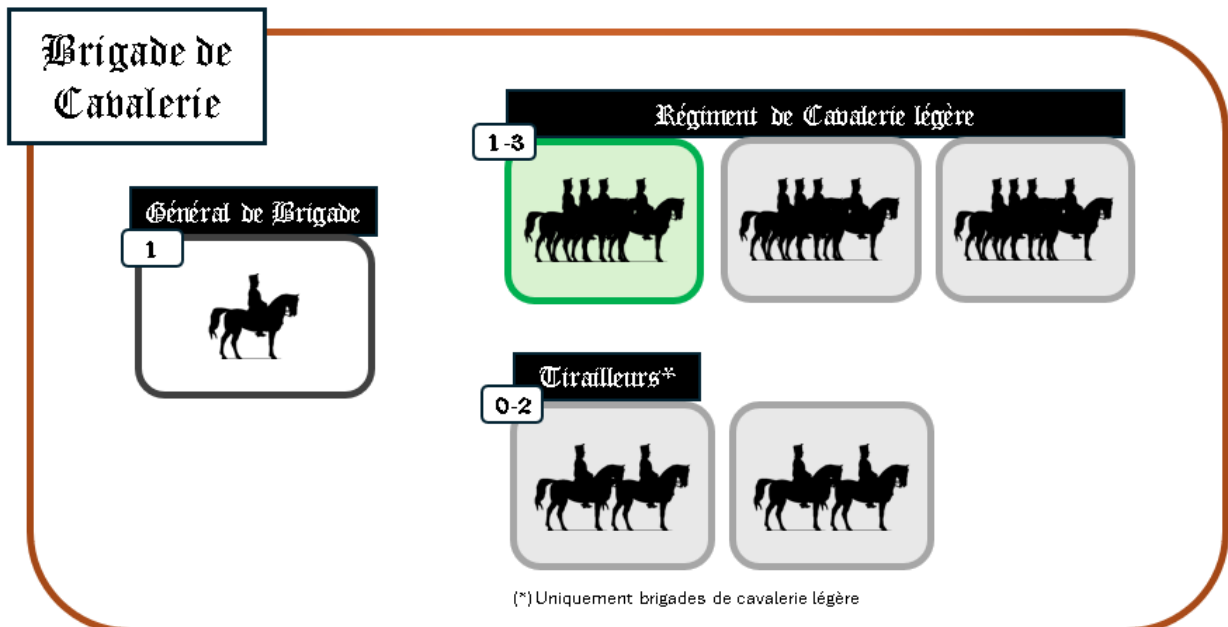 Brigade de
Cavalerie
Régiment de Cavalerie légère
1-3
Général de Brigade
1
Tirailleurs*
0-2
(*)Uniquement brigades de cavalerie légère